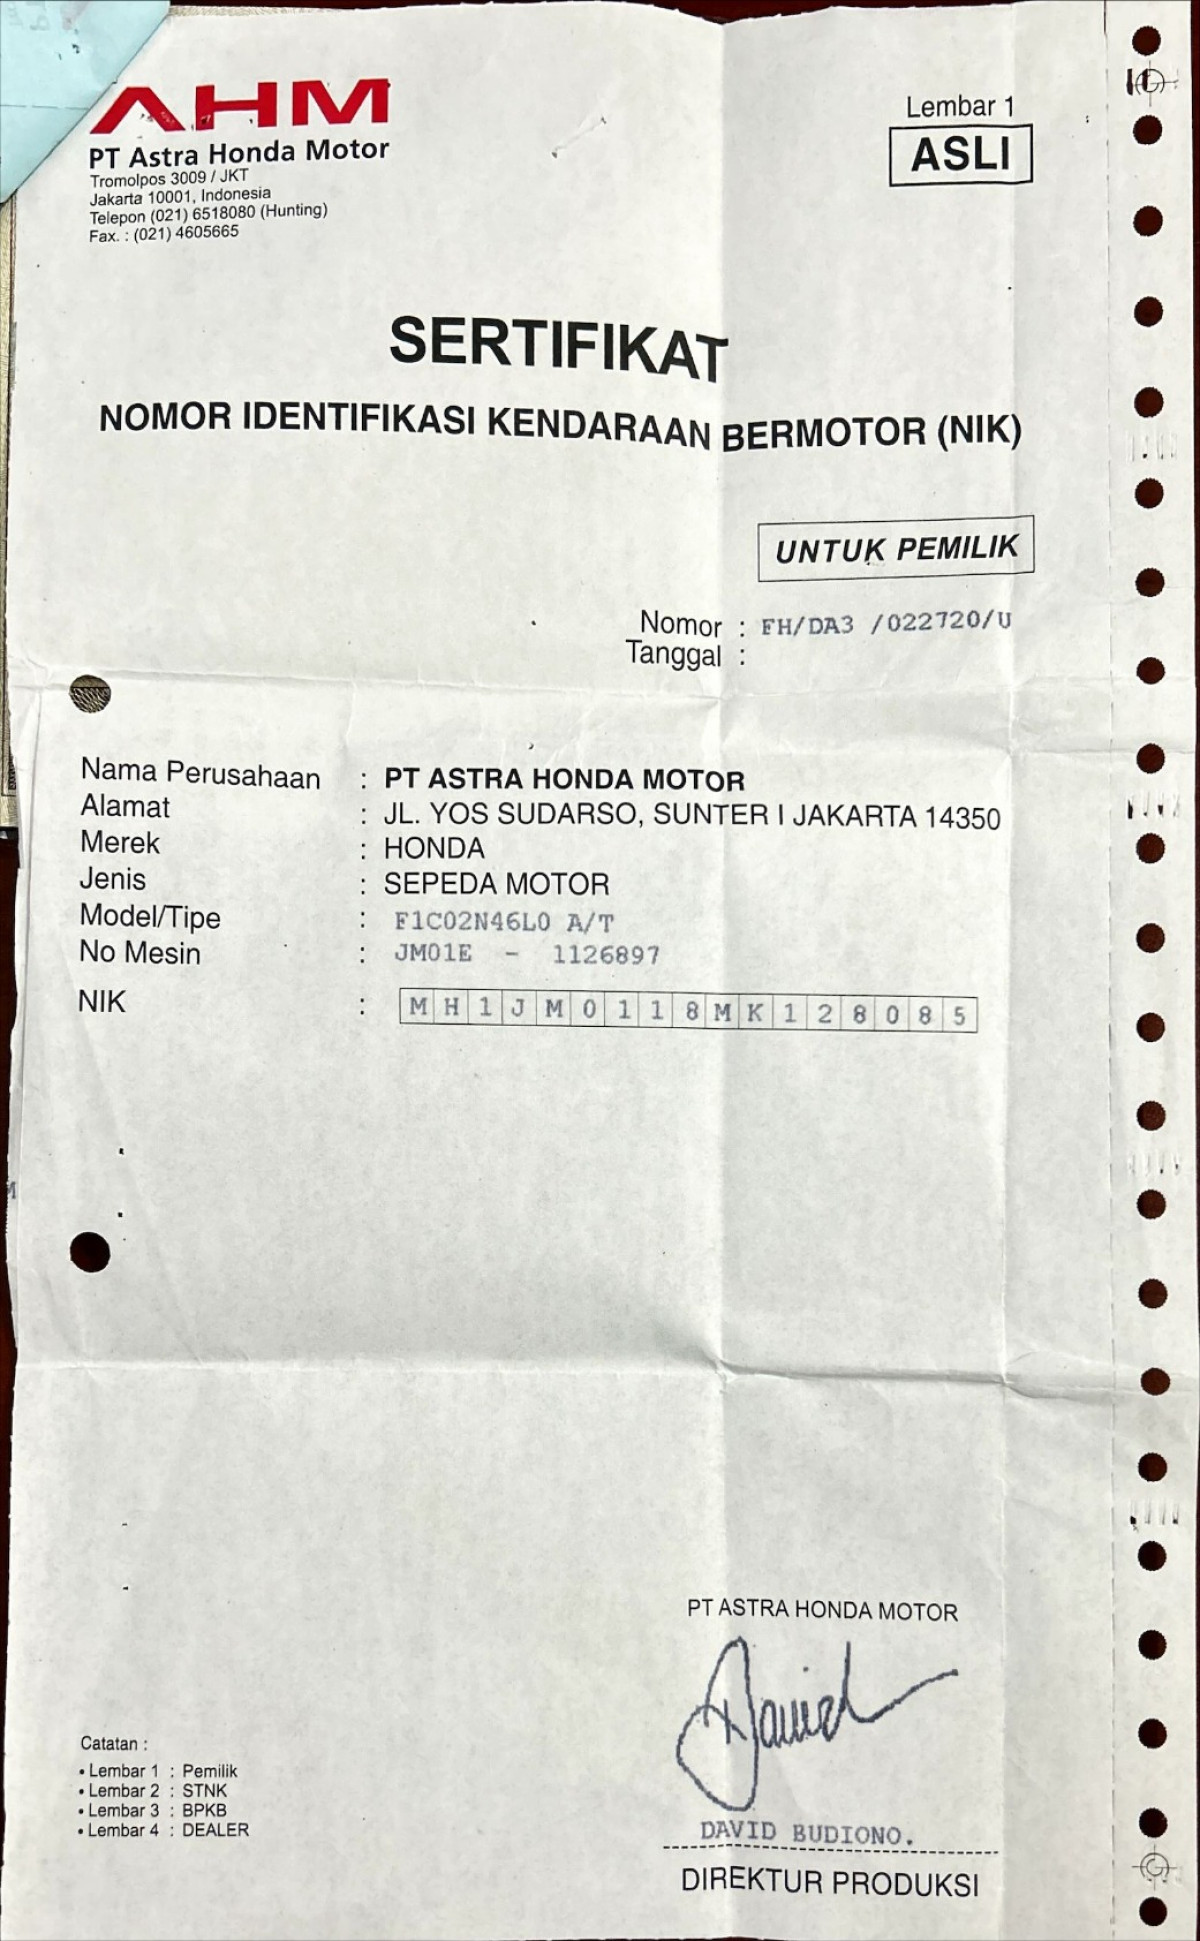 AHM
PT Astra Honda Motor
Tromolpos 3009 / JKT
Jakarta 10001, Indonesia
Telepon (021) 6518080 (Hunting)
Fax. : (021) 4605665
Lembar 1
ASLI
SERTIFIKAT
NOMOR IDENTIFIKASI KENDARAAN BERMOTOR (NIK)
UNTUK PEMILIK
Nomor : FH/DA3 /022720/U
Tanggal :
Nama Perusahaan : PT ASTRA HONDA MOTOR
Alamat : JL. YOS SUDARSO, SUNTER I JAKARTA 14350
Merek : HONDA
Jenis : SEPEDA MOTOR
Model/Tipe : F1C02N46L0 A/T
No Mesin : JM01E - 1126897
NIK : MH1JM0118MK128085
PT ASTRA HONDA MOTOR
David
DAVID BUDIONO.
DIREKTUR PRODUKSI
Catatan :
• Lembar 1 : Pemilik
• Lembar 2 : STNK
• Lembar 3 : BPKB
• Lembar 4 : DEALER